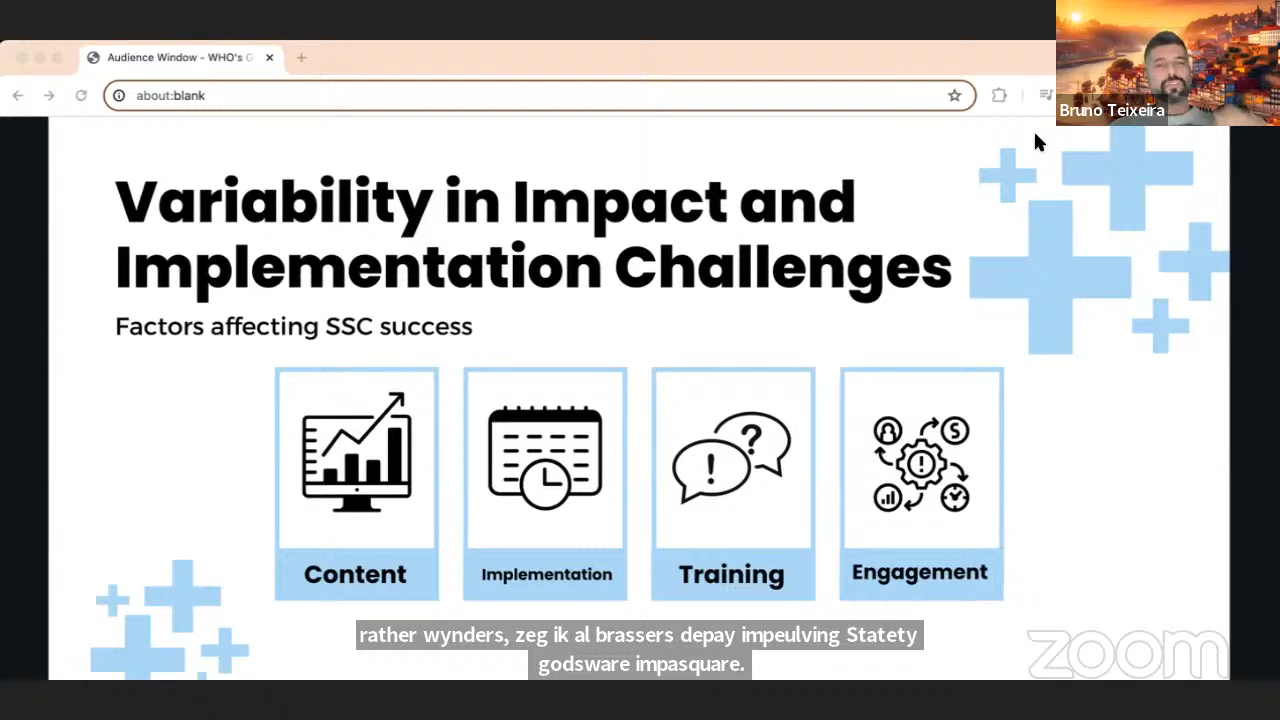 Audience Window - WHO's G
about:blank
Bruno Teixeira
Variability in Impact and
Implementation Challenges
Factors affecting SSC success
Content
Implementation
Training
Engagement
rather wynders, zeg ik al brassers depay impeulving Statety
godsware impasquare.
zoom